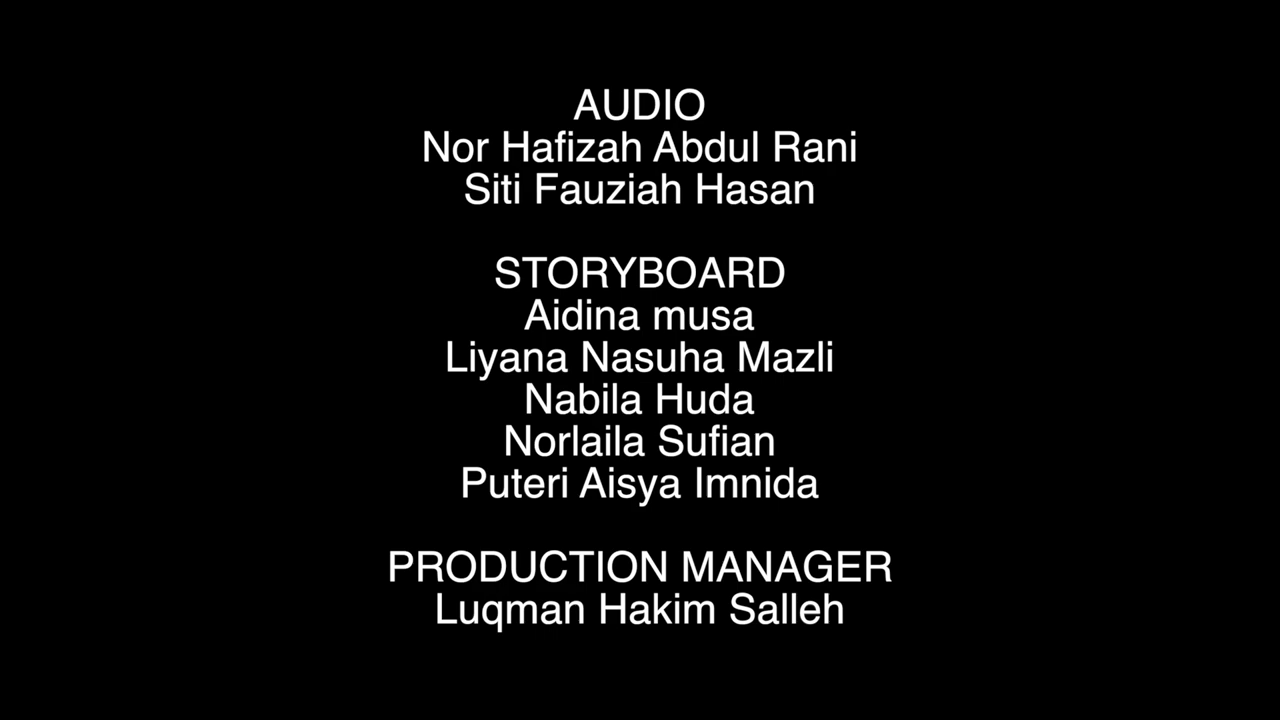 AUDIO
Nor Hafizah Abdul Rani
Siti Fauziah Hasan
STORYBOARD
Aidina musa
Liyana Nasuha Mazli
Nabila Huda
Norlaila Sufian
Puteri Aisya Imnida
PRODUCTION MANAGER
Luqman Hakim Salleh